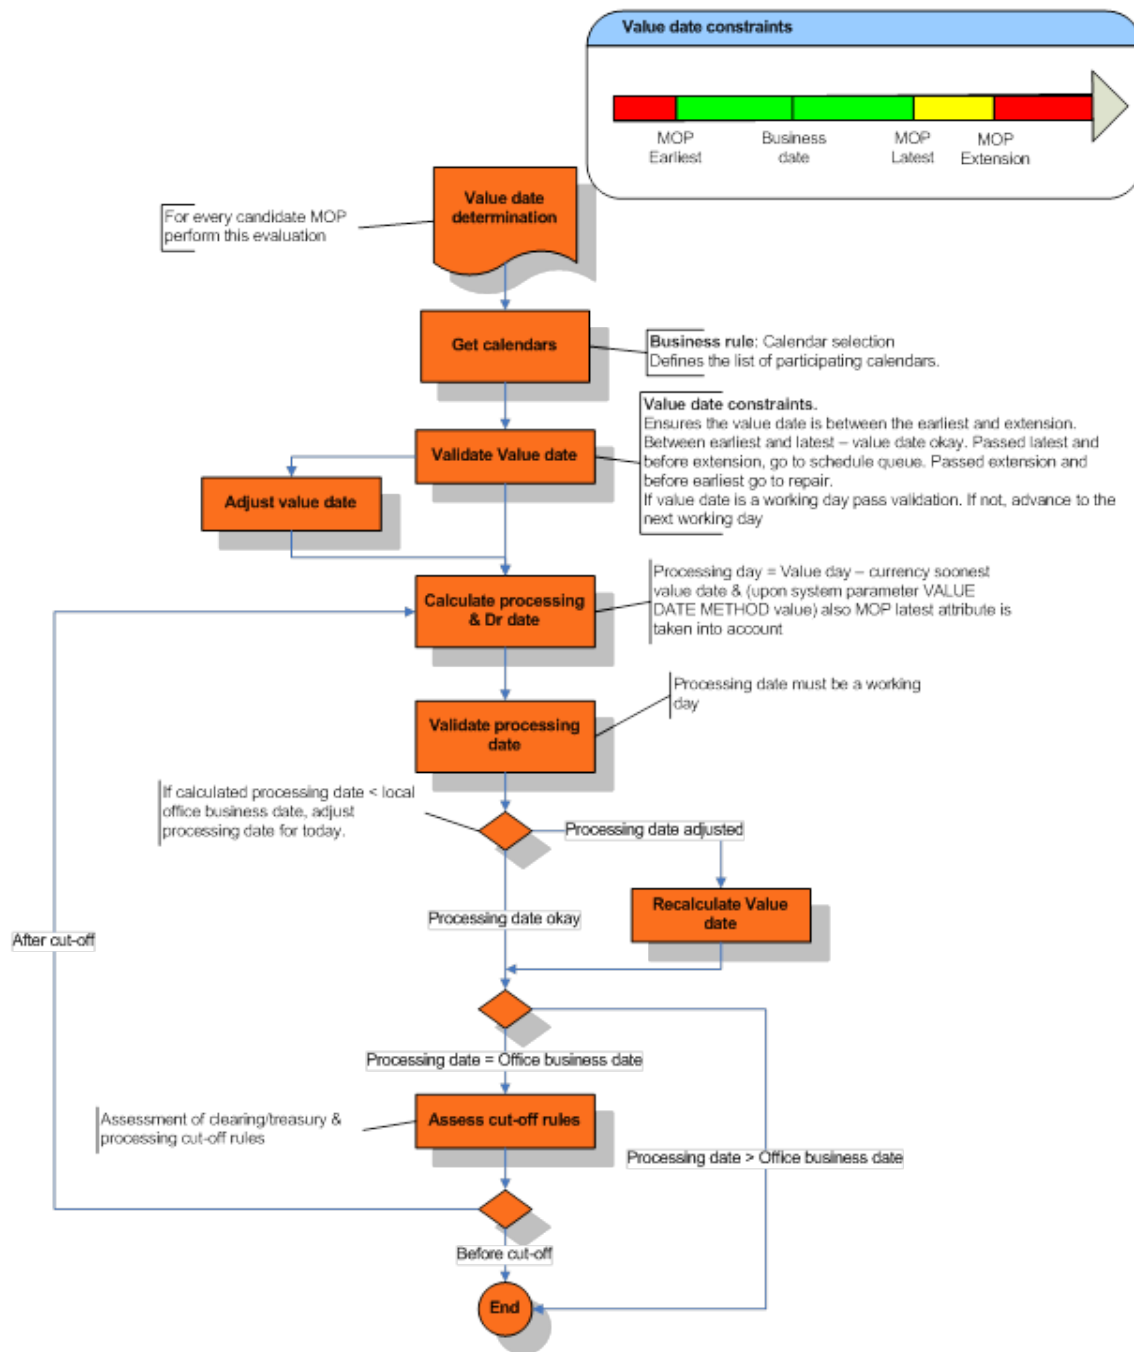 Value date constraints
MOP
Earliest
Business
date
MOP
Latest
MOP
Extension
Value date
determination
For every candidate MOP
perform this evaluation
Get calendars
Business rule: Calendar selection
Defines the list of participating calendars.
Value date constraints.
Ensures the value date is between the earliest and extension.
Between earliest and latest – value date okay. Passed latest and
before extension, go to schedule queue. Passed extension and
before earliest go to repair.
If value date is a working day pass validation. If not, advance to the
next working day
Validate Value date
Adjust value date
Calculate processing
& Dr date
Processing day = Value day – currency soonest
value date & (upon system parameter VALUE
DATE METHOD value) also MOP latest attribute is
taken into account
Validate processing
date
Processing date must be a working
day
If calculated processing date < local
office business date, adjust
processing date for today.
Processing date adjusted
Recalculate Value
date
Processing date okay
After cut-off
Processing date = Office business date
Assess cut-off rules
Assessment of clearing/treasury &
processing cut-off rules
Processing date > Office business date
Before cut-off
End